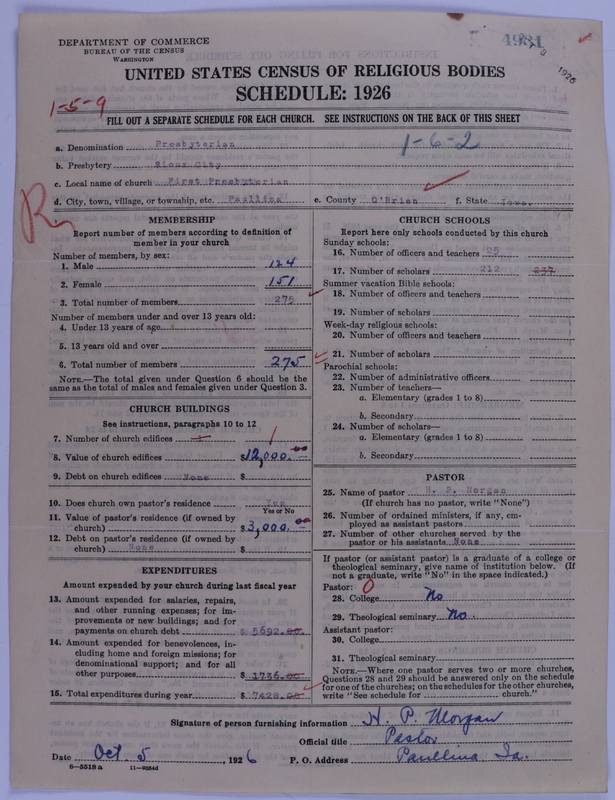 DEPARTMENT OF COMMERCE
BUREAU OF THE CENSUS
WASHINGTON
4981
1926
UNITED STATES CENSUS OF RELIGIOUS BODIES
SCHEDULE: 1926
1-5-9
FILL OUT A SEPARATE SCHEDULE FOR EACH CHURCH. SEE INSTRUCTIONS ON THE BACK OF THIS SHEET
a. Denomination Presbyterian 1-6-2
b. Presbytery Sioux City
c. Local name of church First Presbyterian
d. City, town, village, or township, etc. Paullina e. County O'Brian f. State Iowa
R
MEMBERSHIP
Report number of members according to definition of
member in your church
Number of members, by sex:
1. Male 124
2. Female 151
3. Total number of members 275
Number of members under and over 13 years old:
4. Under 13 years of age
5. 13 years old and over
6. Total number of members 275
NOTE.—The total given under Question 6 should be the
same as the total of males and females given under Question 3.
CHURCH BUILDINGS
See instructions, paragraphs 10 to 12
7. Number of church edifices 1
8. Value of church edifices $12,000.00
9. Debt on church edifices None $
10. Does church own pastor's residence Yes
Yes or No
11. Value of pastor's residence (if owned by
church) $3,000.00
12. Debt on pastor's residence (if owned by
church) None $
EXPENDITURES
Amount expended by your church during last fiscal year
13. Amount expended for salaries, repairs,
and other running expenses; for im-
provements or new buildings; and for
payments on church debt $ 5692.00
14. Amount expended for benevolences, in-
cluding home and foreign missions; for
denominational support; and for all
other purposes $ 1736.00
15. Total expenditures during year $ 7428.00
CHURCH SCHOOLS
Report here only schools conducted by this church
Sunday schools:
16. Number of officers and teachers 25
17. Number of scholars 212 237
Summer vacation Bible schools:
18. Number of officers and teachers
19. Number of scholars
Week-day religious schools:
20. Number of officers and teachers
21. Number of scholars
Parochial schools:
22. Number of administrative officers
23. Number of teachers—
a. Elementary (grades 1 to 8)
b. Secondary
24. Number of scholars—
a. Elementary (grades 1 to 8)
b. Secondary
PASTOR
25. Name of pastor H. P. Morgan
(If church has no pastor, write "None")
26. Number of ordained ministers, if any, em-
ployed as assistant pastors
27. Number of other churches served by the
pastor or his assistants None
If pastor (or assistant pastor) is a graduate of a college or
theological seminary, give name of institution below. (If
not a graduate, write "No" in the space indicated.)
Pastor: 0
28. College No
29. Theological seminary No.
Assistant pastor:
30. College
31. Theological seminary
NOTE.—Where one pastor serves two or more churches,
Questions 28 and 29 should be answered only on the schedule
for one of the churches; on the schedules for the other churches,
write "See schedule for church."
Signature of person furnishing information H. P. Morgan
Official title Pastor
Date Oct. 5, 1926 P. O. Address Paullina Ia.
8-5518 a 11-9554d